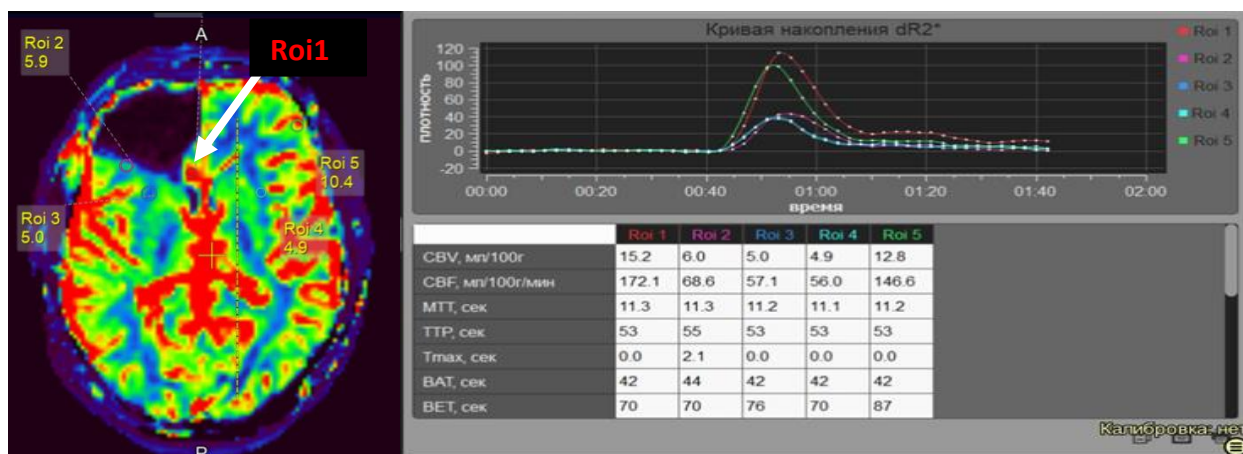 A
Roi 2
5.9
Roi1
Roi 5
10.4
Roi 3
5.0
Roi 4
4.9
Кривая накопления dR2*
плотность
120
100
80
60
40
20
0
-20
00:00 00:20 00:40 01:00 01:20 01:40 02:00
время
Roi 1
Roi 2
Roi 3
Roi 4
Roi 5
Roi 1 Roi 2 Roi 3 Roi 4 Roi 5
CBV, мл/100г 15.2 6.0 5.0 4.9 12.8
CBF, мл/100г/мин 172.1 68.6 57.1 56.0 146.6
MTT, сек 11.3 11.3 11.2 11.1 11.2
TTP, сек 53 55 53 53 53
Tmax, сек 0.0 2.1 0.0 0.0 0.0
BAT, сек 42 44 42 42 42
BET, сек 70 70 76 70 87
Калибровка: нет